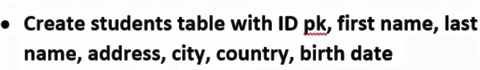 • Create students table with ID pk, first name, last
name, address, city, country, birth date